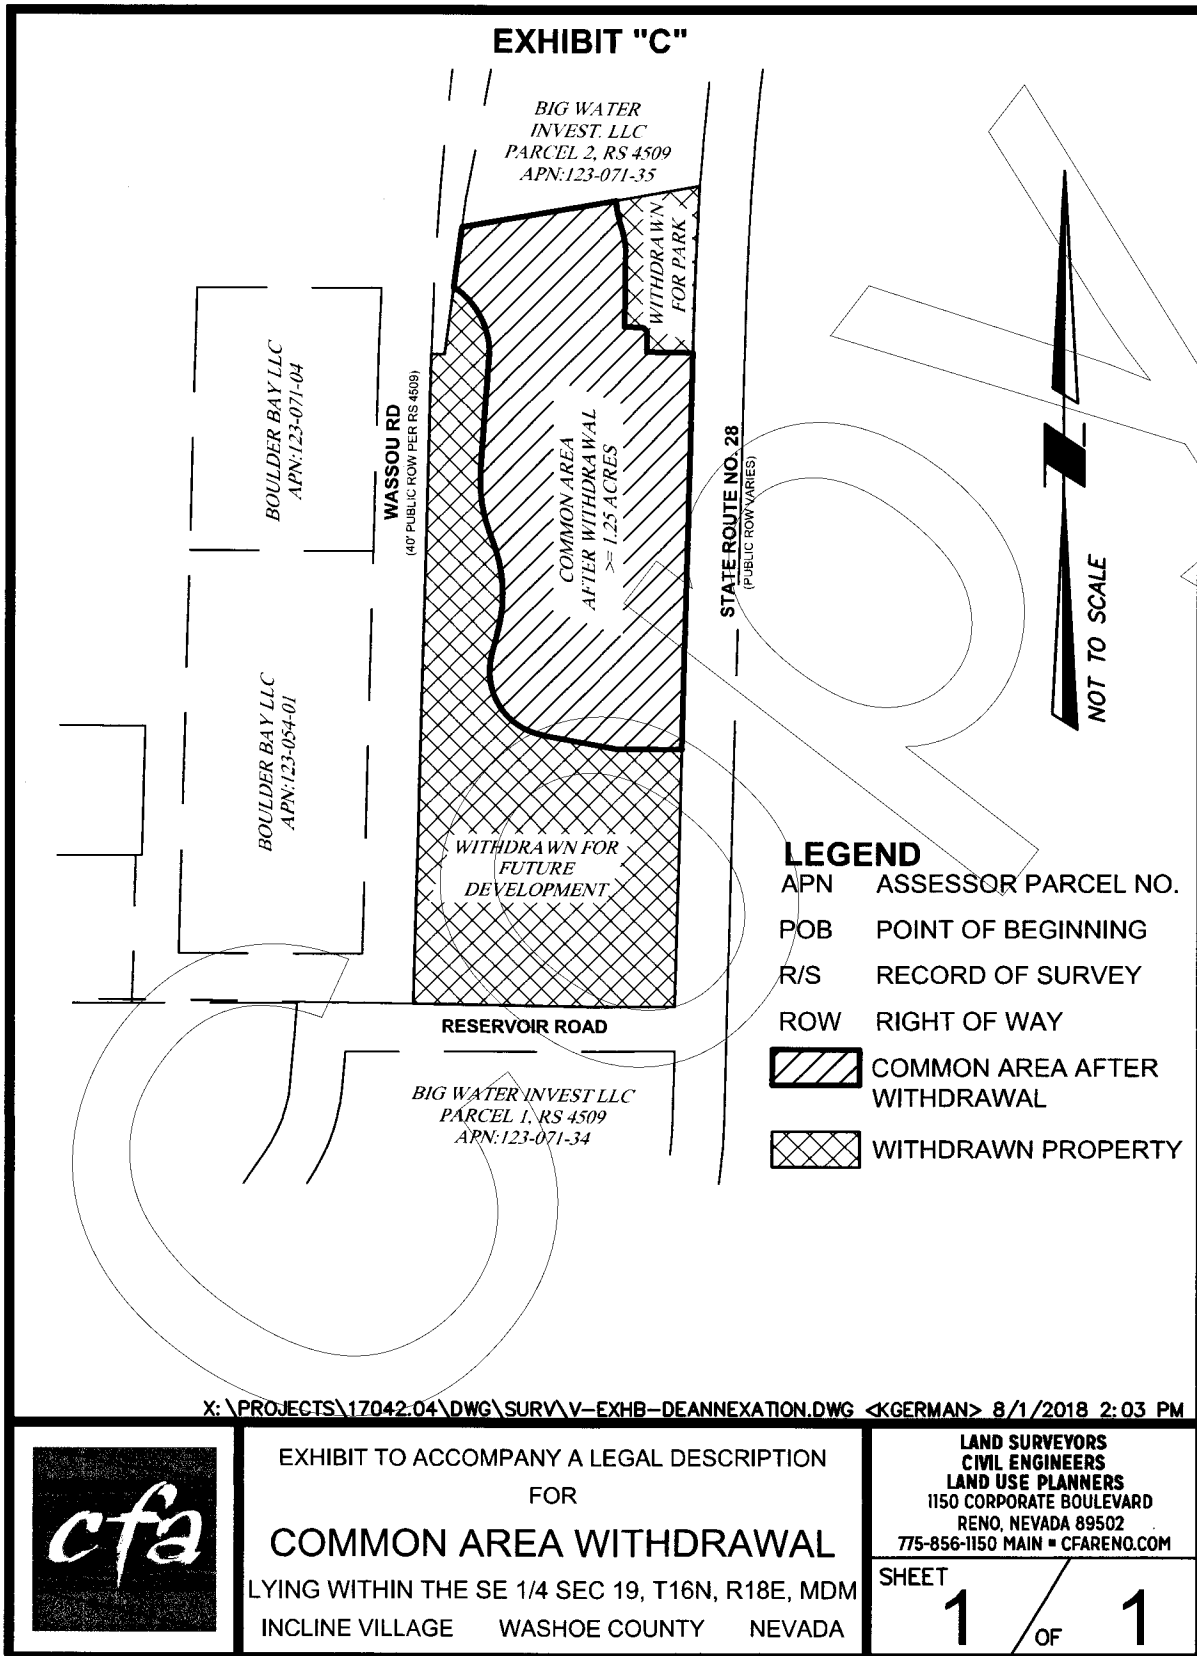 EXHIBIT "C"
BIG WATER
INVEST. LLC
PARCEL 2, RS 4509
APN:123-071-35
WITHDRAWN
FOR PARK
BOULDER BAY LLC
APN:123-071-04
WASSOU RD
(40' PUBLIC ROW PER RS 4509)
COMMON AREA
AFTER WITHDRAWAL
>= 1.25 ACRES
STATE ROUTE NO. 28
(PUBLIC ROW VARIES)
NOT TO SCALE
BOULDER BAY LLC
APN:123-054-01
WITHDRAWN FOR
FUTURE
DEVELOPMENT
RESERVOIR ROAD
BIG WATER INVEST LLC
PARCEL 1, RS 4509
APN:123-071-34
LEGEND
APN ASSESSOR PARCEL NO.
POB POINT OF BEGINNING
R/S RECORD OF SURVEY
ROW RIGHT OF WAY
COMMON AREA AFTER
WITHDRAWAL
WITHDRAWN PROPERTY
COPY
X:\PROJECTS\17042.04\DWG\SURV\V-EXHB-DEANNEXATION.DWG <KGERMAN> 8/1/2018 2:03 PM
cfa
EXHIBIT TO ACCOMPANY A LEGAL DESCRIPTION
FOR
COMMON AREA WITHDRAWAL
LYING WITHIN THE SE 1/4 SEC 19, T16N, R18E, MDM
INCLINE VILLAGE WASHOE COUNTY NEVADA
LAND SURVEYORS
CIVIL ENGINEERS
LAND USE PLANNERS
1150 CORPORATE BOULEVARD
RENO, NEVADA 89502
775-856-1150 MAIN ▪ CFARENO.COM
SHEET
1 OF 1